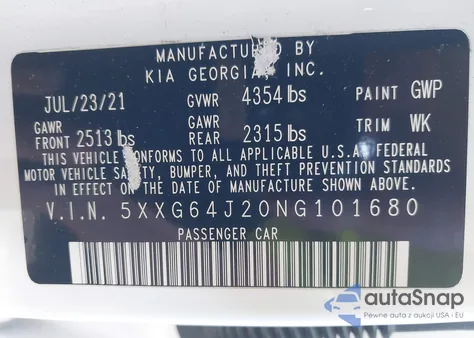 MANUFACTURED BY
KIA GEORGIA, INC.
JUL/23/21 GVWR 4354 lbs PAINT GWP
GAWR FRONT 2513 lbs GAWR REAR 2315 lbs TRIM WK
THIS VEHICLE CONFORMS TO ALL APPLICABLE U.S.A FEDERAL
MOTOR VEHICLE SAFETY, BUMPER, AND THEFT PREVENTION STANDARDS
IN EFFECT ON THE DATE OF MANUFACTURE SHOWN ABOVE.
V.I.N. 5XXG64J20NG101680
PASSENGER CAR
autoSnap
Pewne auta z aukcji USA i EU